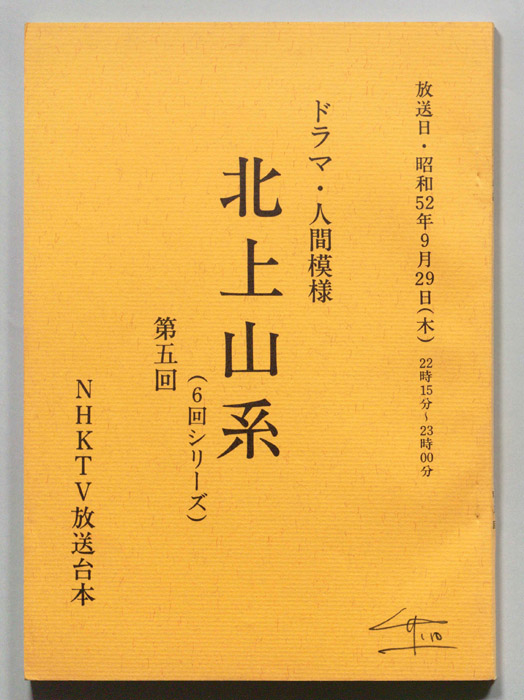 放送日・昭和52年9月29日(木) 22時15分~23時00分
ドラマ・人間模様
北上山系
(6回シリーズ)
第五回
NHKTV放送台本